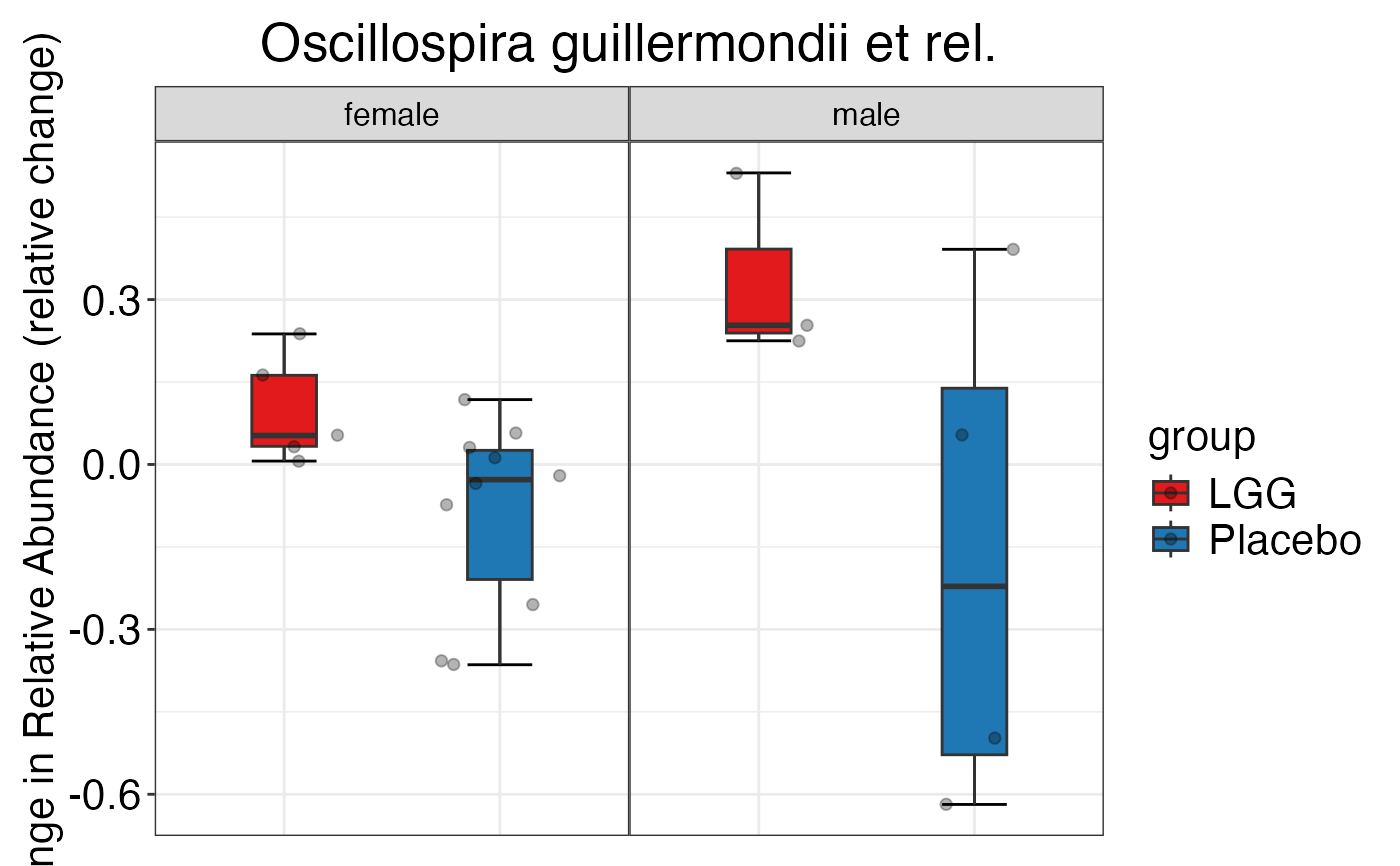 Oscillospira guillermondii et rel.
female
male
in Relative Abundance (relative change)
0.3
0.0
-0.3
-0.6
group
LGG
Placebo